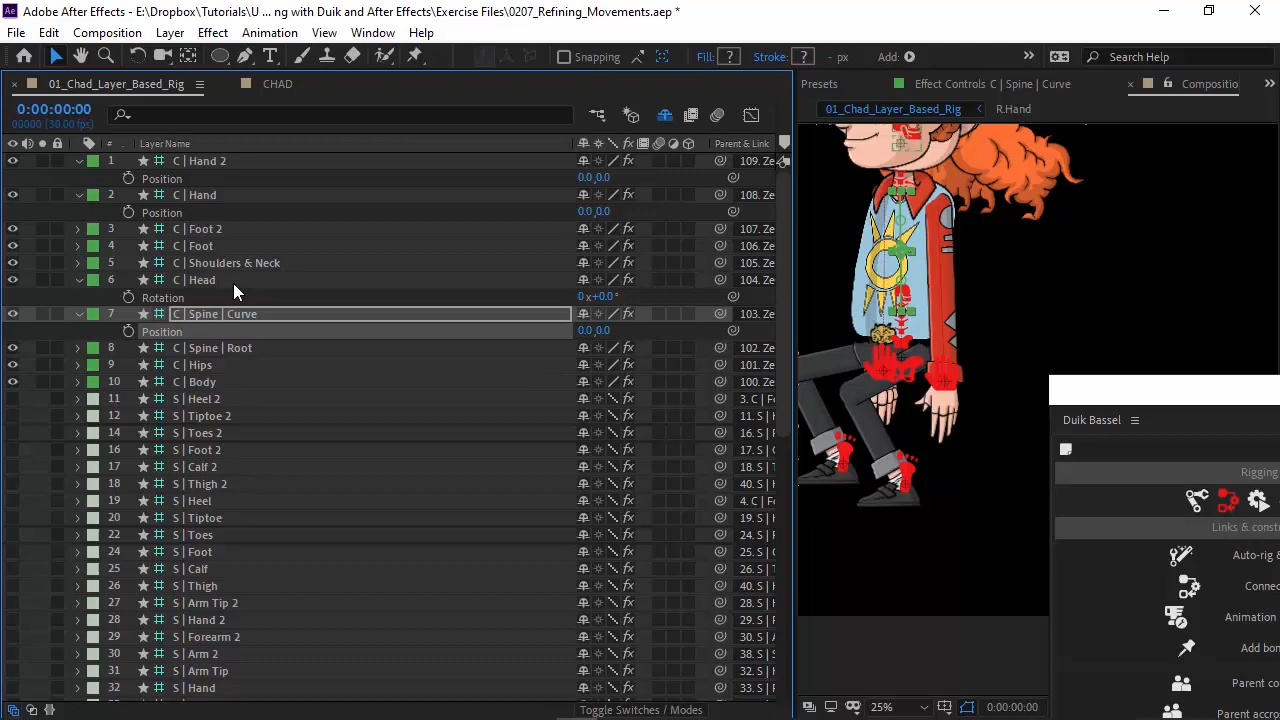 Ae Adobe After Effects - E:\Dropbox\Tutorials\U ... ng with Duik and After Effects\Exercise Files\0207_Refining_Movements.aep *
File Edit Composition Layer Effect Animation View Window Help
Snapping Fill: ? Stroke: ? - px Add: Search Help
01_Chad_Layer_Based_Rig CHAD Presets Effect Controls C | Spine | Curve Compositio
0:00:00:00
00000 (30.00 fps)
01_Chad_Layer_Based_Rig R.Hand
# Layer Name Parent & Link
1 C | Hand 2 109. Ze
Position 0.0,0.0
2 C | Hand 108. Ze
Position 0.0,0.0
3 C | Foot 2 107. Ze
4 C | Foot 106. Ze
5 C | Shoulders & Neck 105. Ze
6 C | Head 104. Ze
Rotation 0 x+0.0 °
7 C | Spine | Curve 103. Ze
Position 0.0,0.0
8 C | Spine | Root 102. Ze
9 C | Hips 101. Ze
10 C | Body 100. Ze
11 S | Heel 2 3. C | Fo
12 S | Tiptoe 2 11. S | H
14 S | Toes 2 16. S |
16 S | Foot 2 17. S | C
17 S | Calf 2 18. S | T
18 S | Thigh 2 40. S | H
19 S | Heel 4. C | Fo
20 S | Tiptoe 19. S | H
22 S | Toes 24. S | F
24 S | Foot 25. S | C
25 S | Calf 26. S | T
26 S | Thigh 40. S | H
27 S | Arm Tip 2 28. S | H
28 S | Hand 2 29. S | F
29 S | Forearm 2 30. S | A
30 S | Arm 2 38. S | S
31 S | Arm Tip 32. S | H
32 S | Hand 33. S | F
Toggle Switches / Modes
25% 0:00:00:00
Duik Bassel
Rigging
Links & constr
Auto-rig &
Connec
Animation
Add bon
Parent co
Parent acro